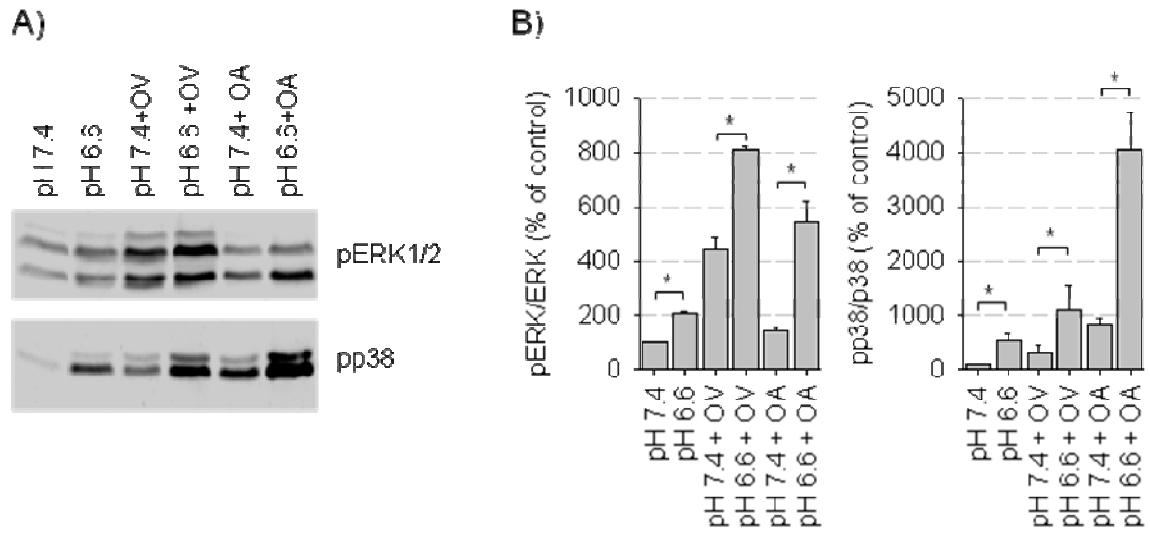 A)
pH 7.4
pH 6.6
pH 7.4+OV
pH 6.6 +OV
pH 7.4+ OA
pH 6.6+OA
pERK1/2
pp38
B)
pERK/ERK (% of control)
1000
800
600
400
200
0
*
*
*
pH 7.4
pH 6.6
pH 7.4 + OV
pH 6.6 + OV
pH 7.4 + OA
pH 6.6 + OA
pp38/p38 (% of control)
5000
4000
3000
2000
1000
0
*
*
*
pH 7.4
pH 6.6
pH 7.4 + OV
pH 6.6 + OV
pH 7.4 + OA
pH 6.6 + OA